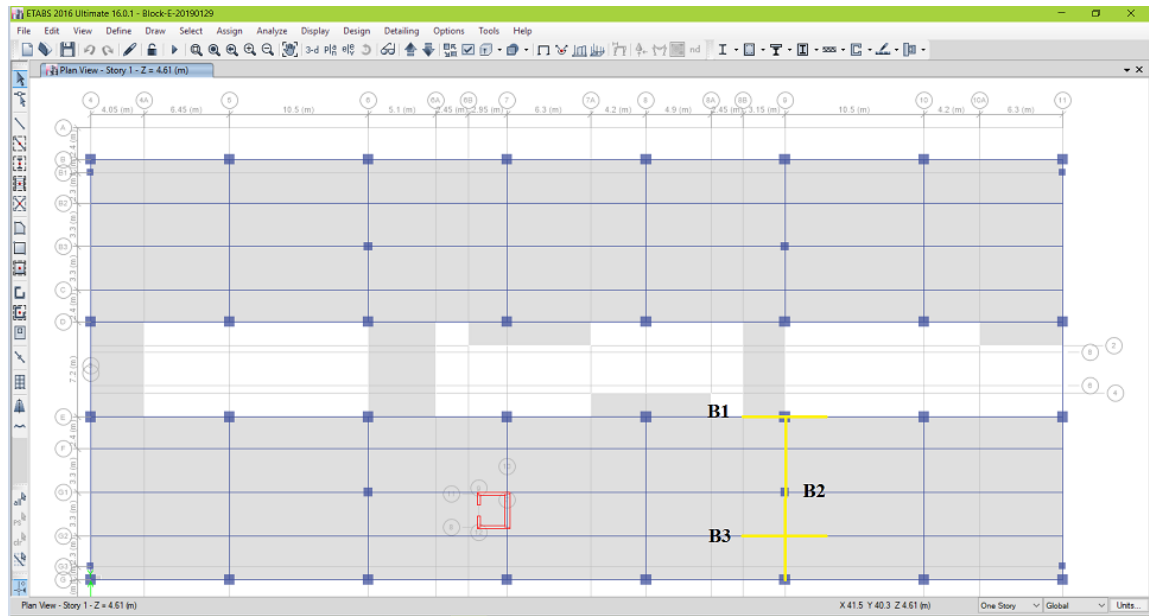 ETABS 2016 Ultimate 16.0.1 - Block-E-20190129
File Edit View Define Draw Select Assign Analyze Display Design Detailing Options Tools Help
3-d nd
Plan View - Story 1 - Z = 4.61 (m)
4 4A 5 6 6A 6B 7 7A 8 8A 8B 9 10 10A 11
6.45 (m) 10.5 (m) 5.1 (m) 2.45 (m) 2.95 (m) 6.3 (m) 4.2 (m) 4.9 (m) 2.45 (m) 3.15 (m) 10.5 (m) 4.2 (m) 6.3 (m)
A
B
B1
B2
B3
C
D
2
7.2 (m)
4
E B1
F
G1 B2
G2 B3
G3
G
Plan View - Story 1 - Z = 4.61 (m) X 41.5 Y 40.3 Z 4.61 (m) One Story Global Units...